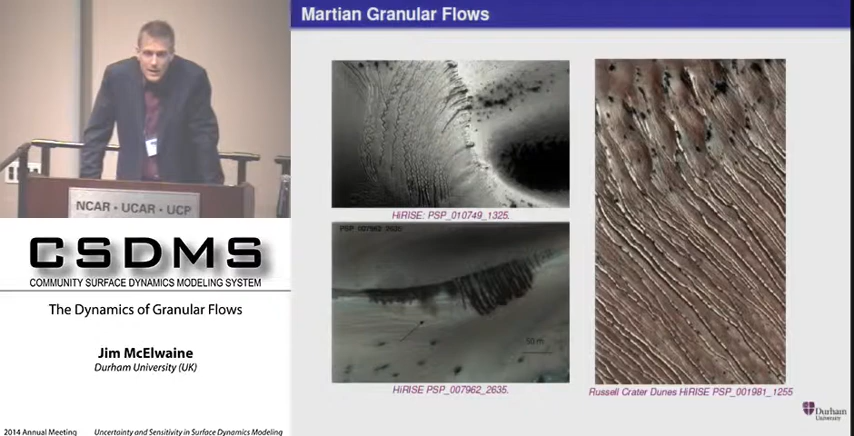 Martian Granular Flows
NCAR • UCAR • UCP
HiRISE: PSP_010749_1325.
PSP_007962_2635
50 m
HiRISE PSP_007962_2635.
Russell Crater Dunes HiRISE PSP_001981_1255
CSDMS
COMMUNITY SURFACE DYNAMICS MODELING SYSTEM
The Dynamics of Granular Flows
Jim McElwaine
Durham University (UK)
2014 Annual Meeting Uncertainty and Sensitivity in Surface Dynamics Modeling
Durham
University